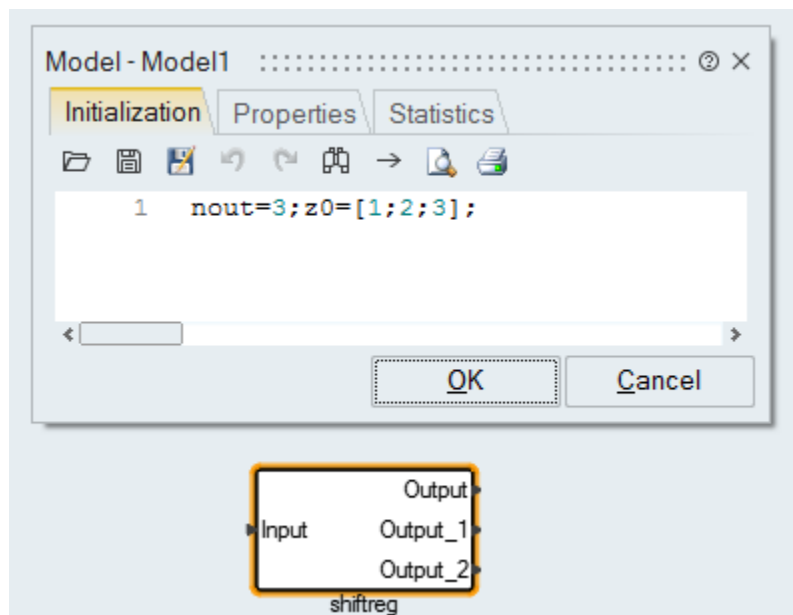 Model - Model1
Initialization Properties Statistics
1 nout=3;z0=[1;2;3];
OK Cancel
Output
Input Output_1
Output_2
shiftreg